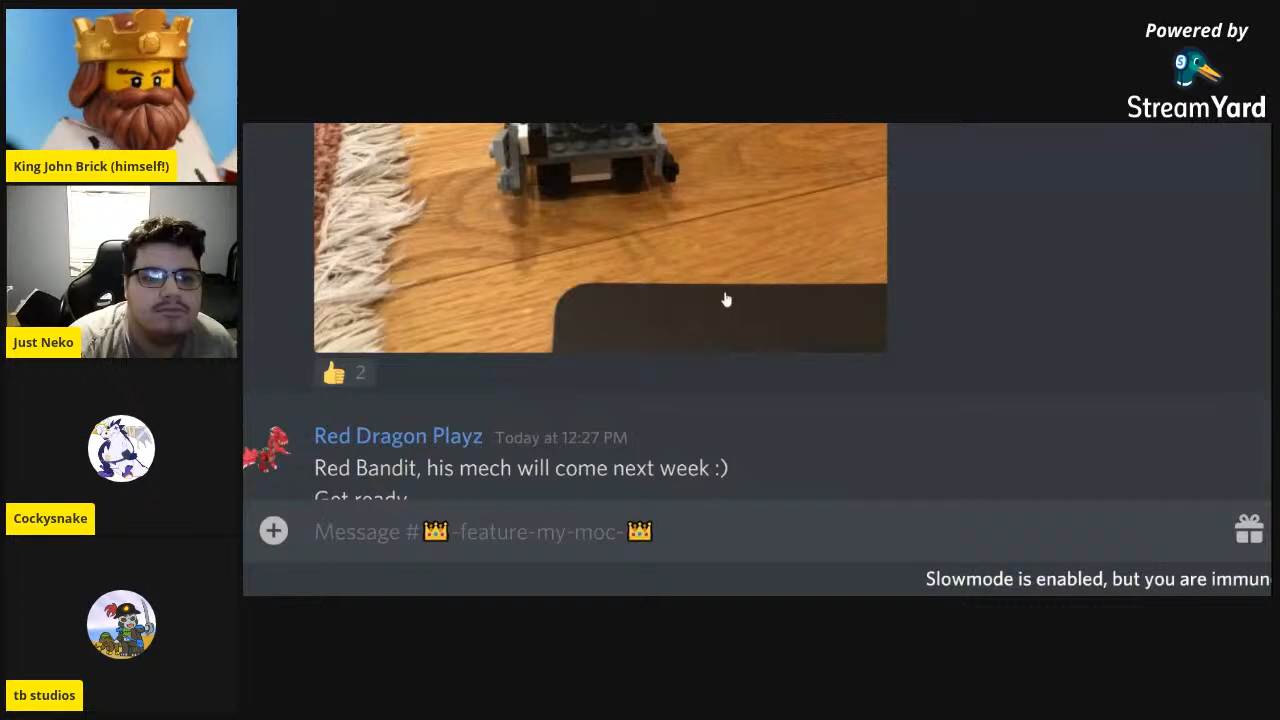 Powered by
StreamYard
King John Brick (himself!)
Just Neko
Cockysnake
tb studios
2
Red Dragon Playz Today at 12:27 PM
Red Bandit, his mech will come next week :)
Get ready
Message #👑-feature-my-moc-👑
Slowmode is enabled, but you are immun